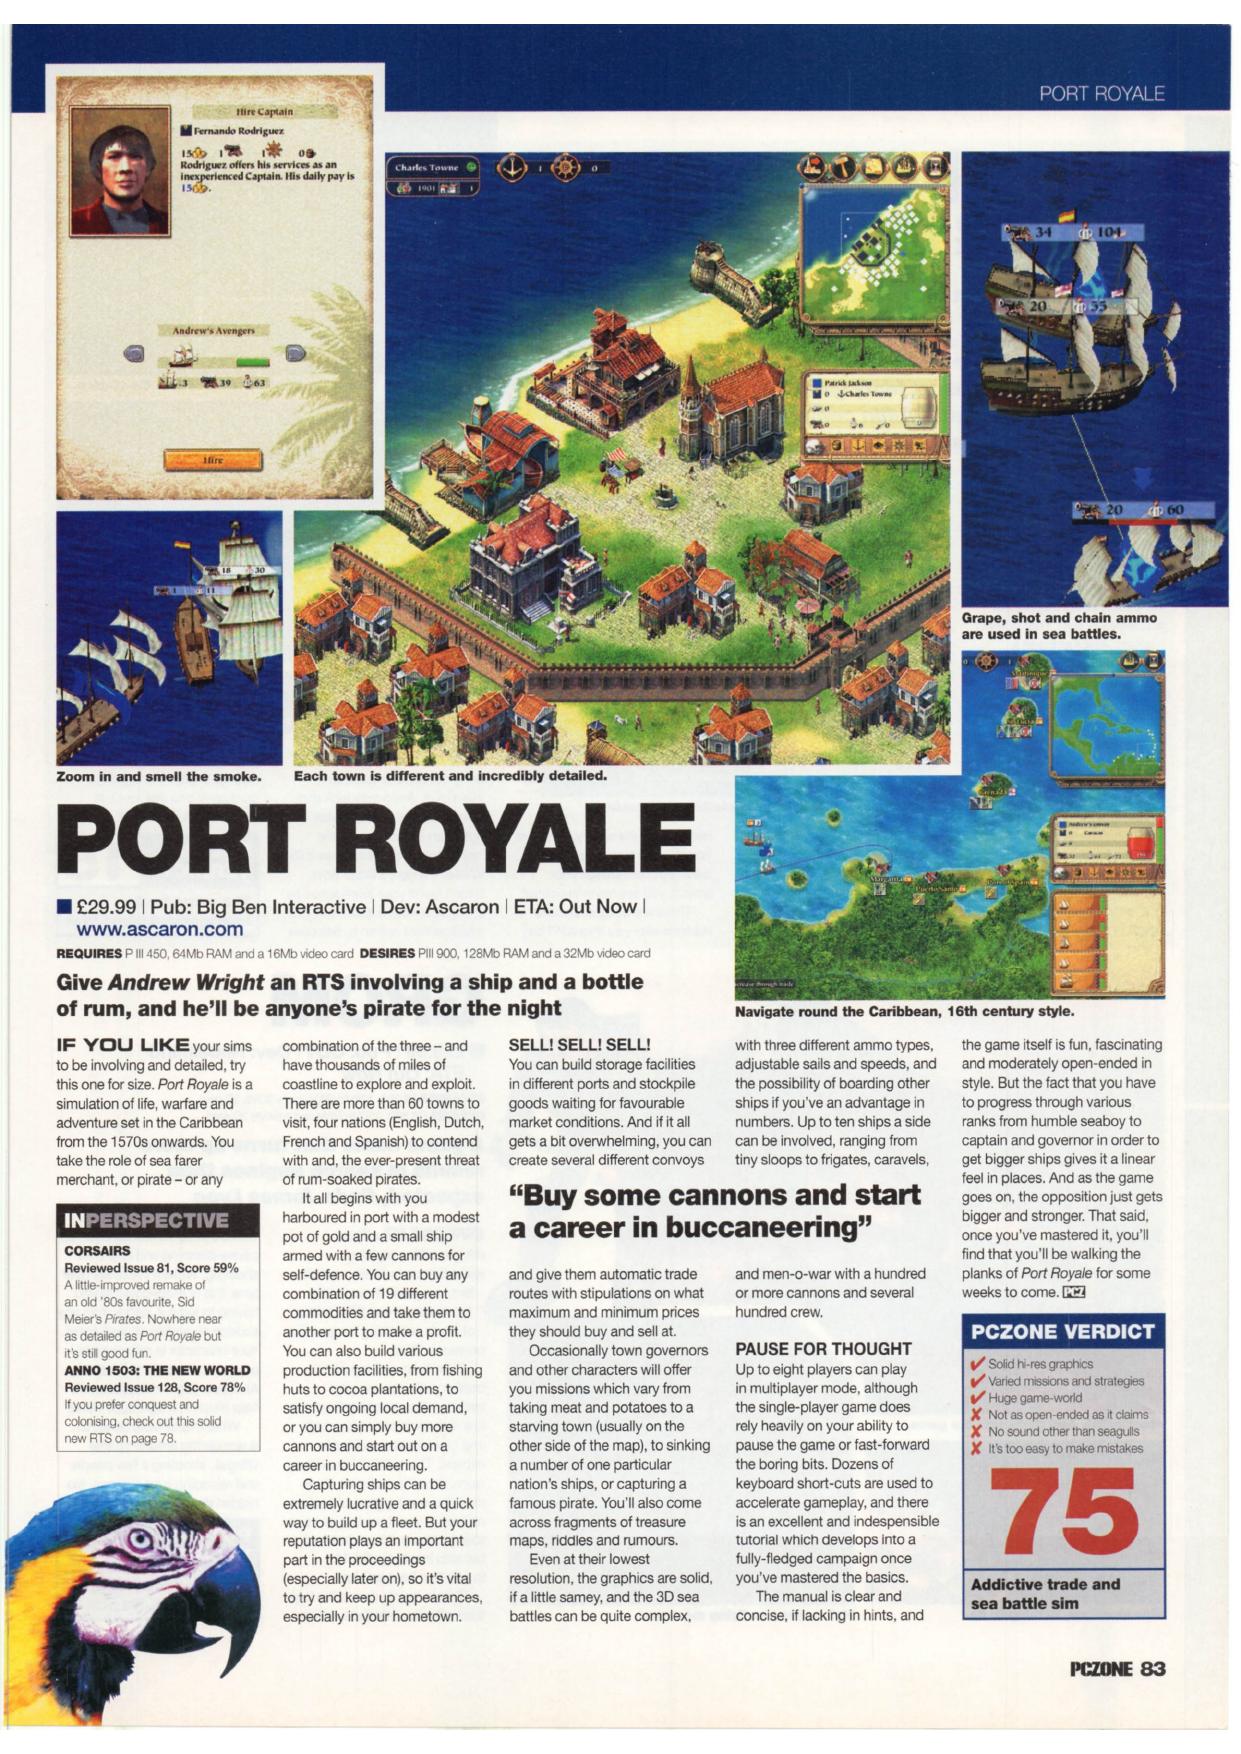 PORT ROYALE
Hire Captain
Fernando Rodriguez
15 1 1 0
Rodriguez offers his services as an
inexperienced Captain. His daily pay is
15.
Andrew's Avengers
3 39 63
Hire
Charles Towne
1 0
1901 1
Patrick Jackson
0 Charles Towne
0
0 6 0
34 104
20 55
20 60
18 30
1 11
Grape, shot and chain ammo
are used in sea battles.
Zoom in and smell the smoke.
Each town is different and incredibly detailed.
Grenada
Margarita
Puerto Santo
Navigate round the Caribbean, 16th century style.
PORT ROYALE
£29.99 | Pub: Big Ben Interactive | Dev: Ascaron | ETA: Out Now |
www.ascaron.com
REQUIRES P III 450, 64Mb RAM and a 16Mb video card DESIRES PIII 900, 128Mb RAM and a 32Mb video card
Give Andrew Wright an RTS involving a ship and a bottle
of rum, and he'll be anyone's pirate for the night
IF YOU LIKE your sims
to be involving and detailed, try
this one for size. Port Royale is a
simulation of life, warfare and
adventure set in the Caribbean
from the 1570s onwards. You
take the role of sea farer
merchant, or pirate – or any
combination of the three – and
have thousands of miles of
coastline to explore and exploit.
There are more than 60 towns to
visit, four nations (English, Dutch,
French and Spanish) to contend
with and, the ever-present threat
of rum-soaked pirates.
It all begins with you
harboured in port with a modest
pot of gold and a small ship
armed with a few cannons for
self-defence. You can buy any
combination of 19 different
commodities and take them to
another port to make a profit.
You can also build various
production facilities, from fishing
huts to cocoa plantations, to
satisfy ongoing local demand,
or you can simply buy more
cannons and start out on a
career in buccaneering.
Capturing ships can be
extremely lucrative and a quick
way to build up a fleet. But your
reputation plays an important
part in the proceedings
(especially later on), so it's vital
to try and keep up appearances,
especially in your hometown.
SELL! SELL! SELL!
You can build storage facilities
in different ports and stockpile
goods waiting for favourable
market conditions. And if it all
gets a bit overwhelming, you can
create several different convoys
and give them automatic trade
routes with stipulations on what
maximum and minimum prices
they should buy and sell at.
Occasionally town governors
and other characters will offer
you missions which vary from
taking meat and potatoes to a
starving town (usually on the
other side of the map), to sinking
a number of one particular
nation's ships, or capturing a
famous pirate. You'll also come
across fragments of treasure
maps, riddles and rumours.
Even at their lowest
resolution, the graphics are solid,
if a little samey, and the 3D sea
battles can be quite complex,
with three different ammo types,
adjustable sails and speeds, and
the possibility of boarding other
ships if you've an advantage in
numbers. Up to ten ships a side
can be involved, ranging from
tiny sloops to frigates, caravels,
"Buy some cannons and start
a career in buccaneering"
and men-o-war with a hundred
or more cannons and several
hundred crew.
PAUSE FOR THOUGHT
Up to eight players can play
in multiplayer mode, although
the single-player game does
rely heavily on your ability to
pause the game or fast-forward
the boring bits. Dozens of
keyboard short-cuts are used to
accelerate gameplay, and there
is an excellent and indespensible
tutorial which develops into a
fully-fledged campaign once
you've mastered the basics.
The manual is clear and
concise, if lacking in hints, and
the game itself is fun, fascinating
and moderately open-ended in
style. But the fact that you have
to progress through various
ranks from humble seaboy to
captain and governor in order to
get bigger ships gives it a linear
feel in places. And as the game
goes on, the opposition just gets
bigger and stronger. That said,
once you've mastered it, you'll
find that you'll be walking the
planks of Port Royale for some
weeks to come. PCZ
INPERSPECTIVE
CORSAIRS
Reviewed Issue 81, Score 59%
A little-improved remake of
an old '80s favourite, Sid
Meier's Pirates. Nowhere near
as detailed as Port Royale but
it's still good fun.
ANNO 1503: THE NEW WORLD
Reviewed Issue 128, Score 78%
If you prefer conquest and
colonising, check out this solid
new RTS on page 78.
PCZONE VERDICT
Solid hi-res graphics
Varied missions and strategies
Huge game-world
Not as open-ended as it claims
No sound other than seagulls
It's too easy to make mistakes
75
Addictive trade and
sea battle sim
PCZONE 83